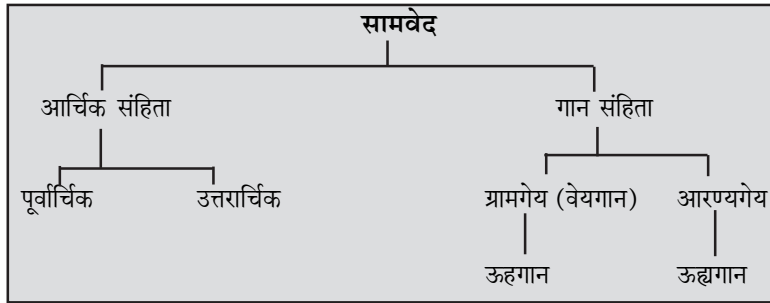 सामवेद
आर्चिक संहिता गान संहिता
पूर्वार्चिक उत्तरार्चिक ग्रामगेय (वेयगान) आरण्यगेय
ऊहगान ऊह्यगान